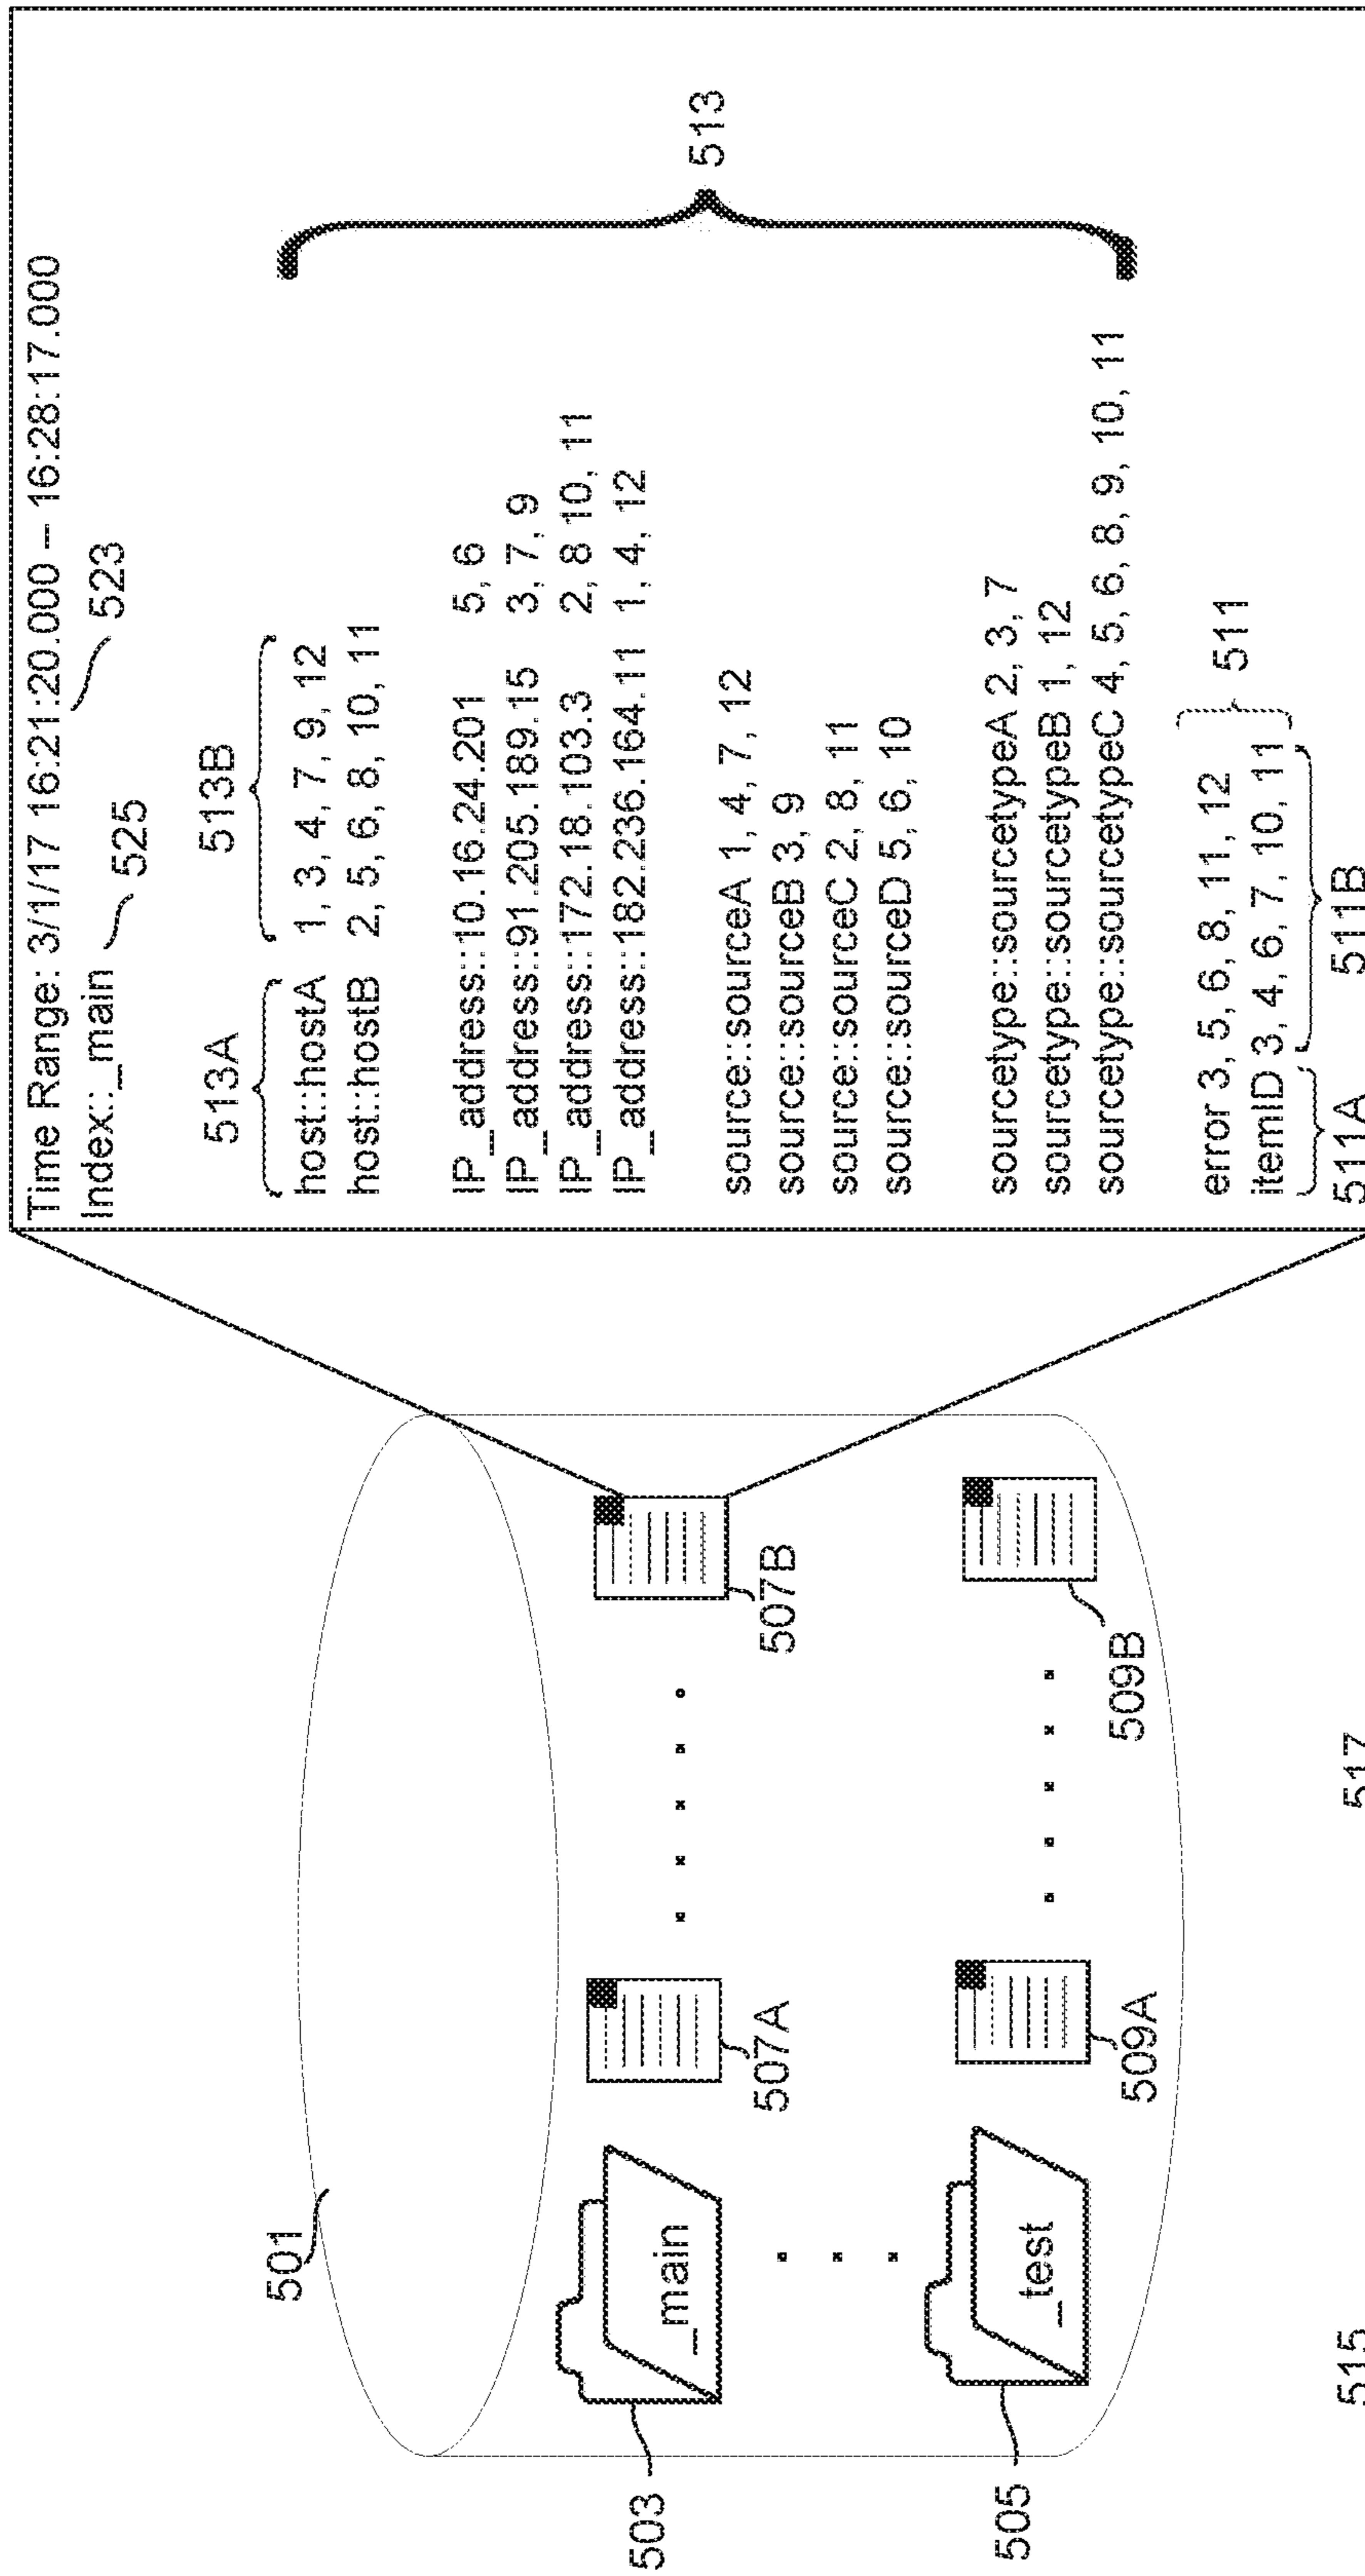 501
503
_main
507A
507B
505
_test
509A
509B
515
517
Time Range: 3/1/17 16:21:20.000 – 16:28:17.000
Index::_main
525
523
513A
513B
host::hostA 1, 3, 4, 7, 9, 12
host::hostB 2, 5, 6, 8, 10, 11
IP_address::10.16.24.201 5, 6
IP_address::91.205.189.15 3, 7, 9
IP_address::172.18.103.3 2, 8 10, 11
IP_address::182.236.164.11 1, 4, 12
source::sourceA 1, 4, 7, 12
source::sourceB 3, 9
source::sourceC 2, 8, 11
source::sourceD 5, 6, 10
sourcetype::sourcetypeA 2, 3, 7
sourcetype::sourcetypeB 1, 12
sourcetype::sourcetypeC 4, 5, 6, 8, 9, 10, 11
513
error 3, 5, 6, 8, 11, 12
itemID 3, 4, 6, 7, 10, 11
511
511A
511B